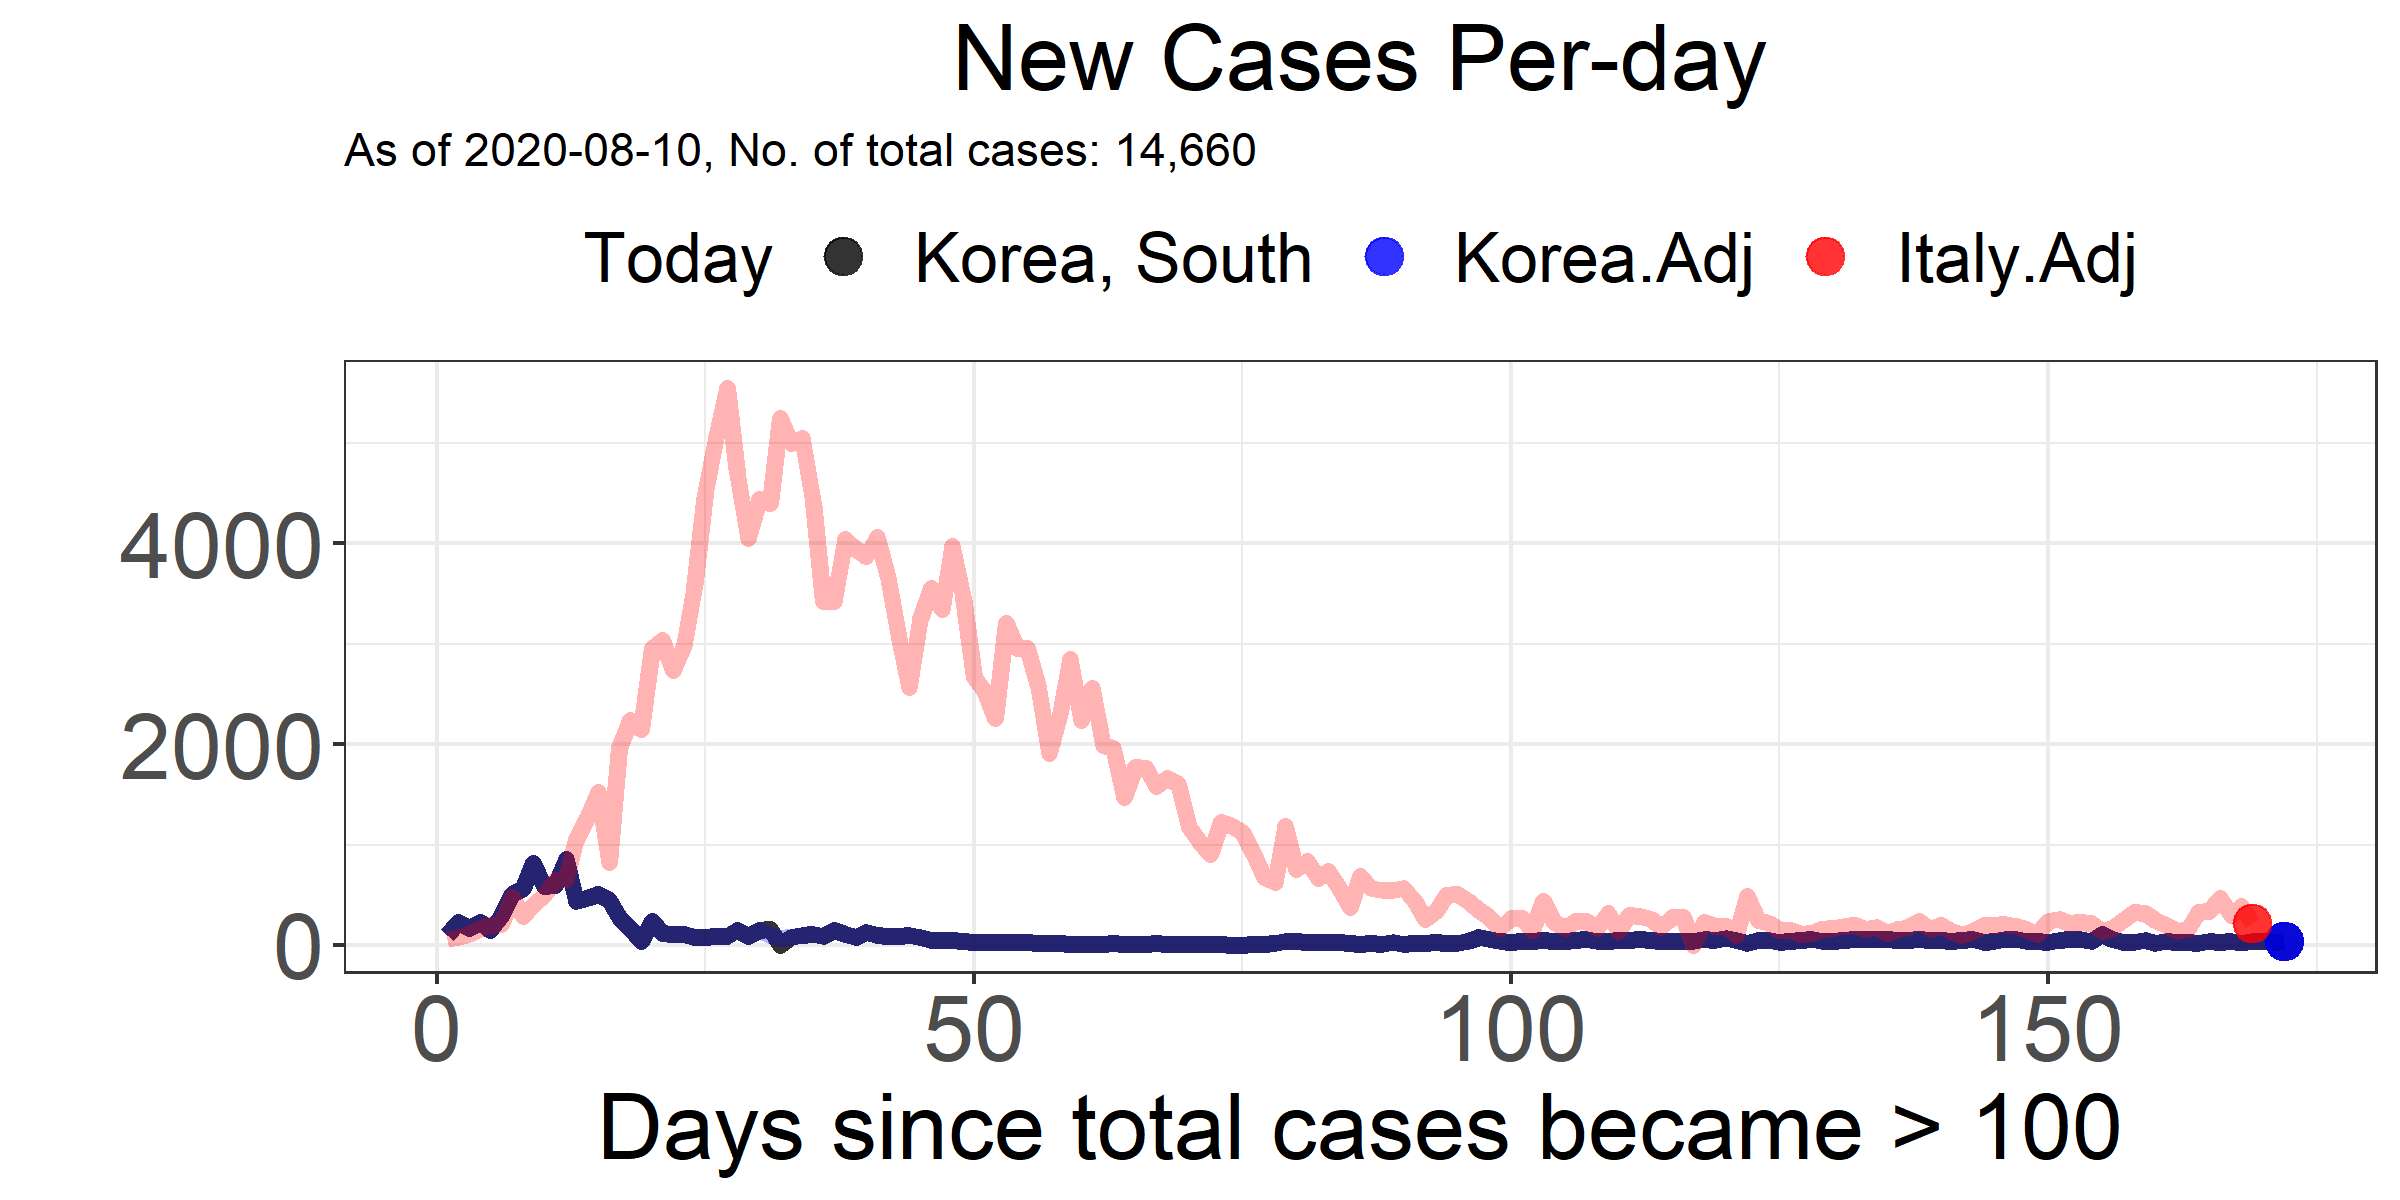 New Cases Per-day
As of 2020-08-10, No. of total cases: 14,660
Today Korea, South Korea.Adj Italy.Adj
4000
2000
0
0 50 100 150
Days since total cases became > 100